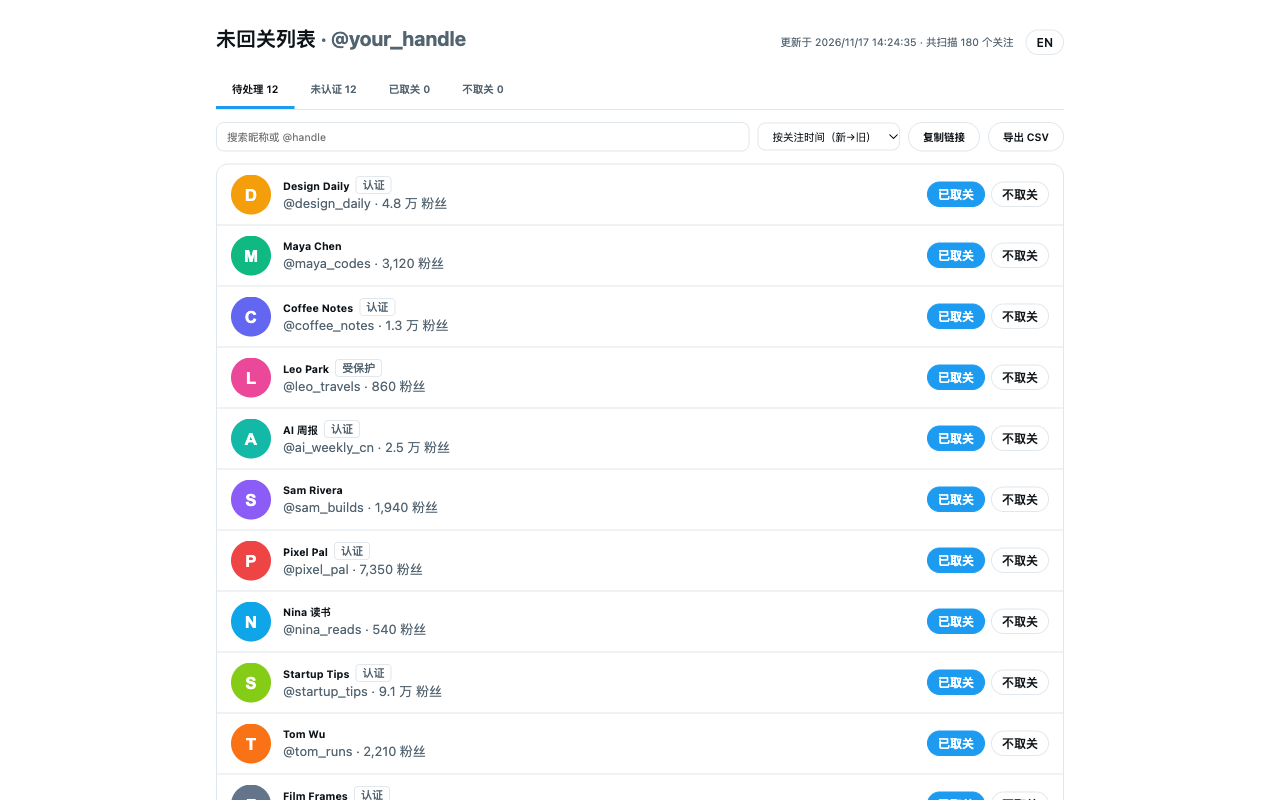 未回关列表 · @your_handle
更新于 2026/11/17 14:24:35 · 共扫描 180 个关注 EN
待处理 12 未认证 12 已取关 0 不取关 0
搜索昵称或 @handle 按关注时间（新→旧） 复制链接 导出 CSV
D Design Daily 认证
@design_daily · 4.8 万 粉丝 已取关 不取关
M Maya Chen
@maya_codes · 3,120 粉丝 已取关 不取关
C Coffee Notes 认证
@coffee_notes · 1.3 万 粉丝 已取关 不取关
L Leo Park 受保护
@leo_travels · 860 粉丝 已取关 不取关
A AI 周报 认证
@ai_weekly_cn · 2.5 万 粉丝 已取关 不取关
S Sam Rivera
@sam_builds · 1,940 粉丝 已取关 不取关
P Pixel Pal 认证
@pixel_pal · 7,350 粉丝 已取关 不取关
N Nina 读书
@nina_reads · 540 粉丝 已取关 不取关
S Startup Tips 认证
@startup_tips · 9.1 万 粉丝 已取关 不取关
T Tom Wu
@tom_runs · 2,210 粉丝 已取关 不取关
Film Frames 认证